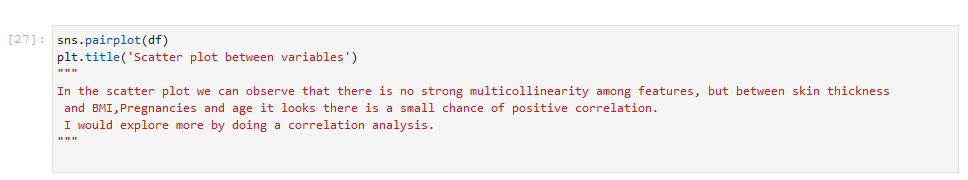 [27]: sns.pairplot(df)
plt.title('Scatter plot between variables')
"""
In the scatter plot we can observe that there is no strong multicollinearity among features, but between skin thickness
and BMI,Pregnancies and age it looks there is a small chance of positive correlation.
I would explore more by doing a correlation analysis.
"""